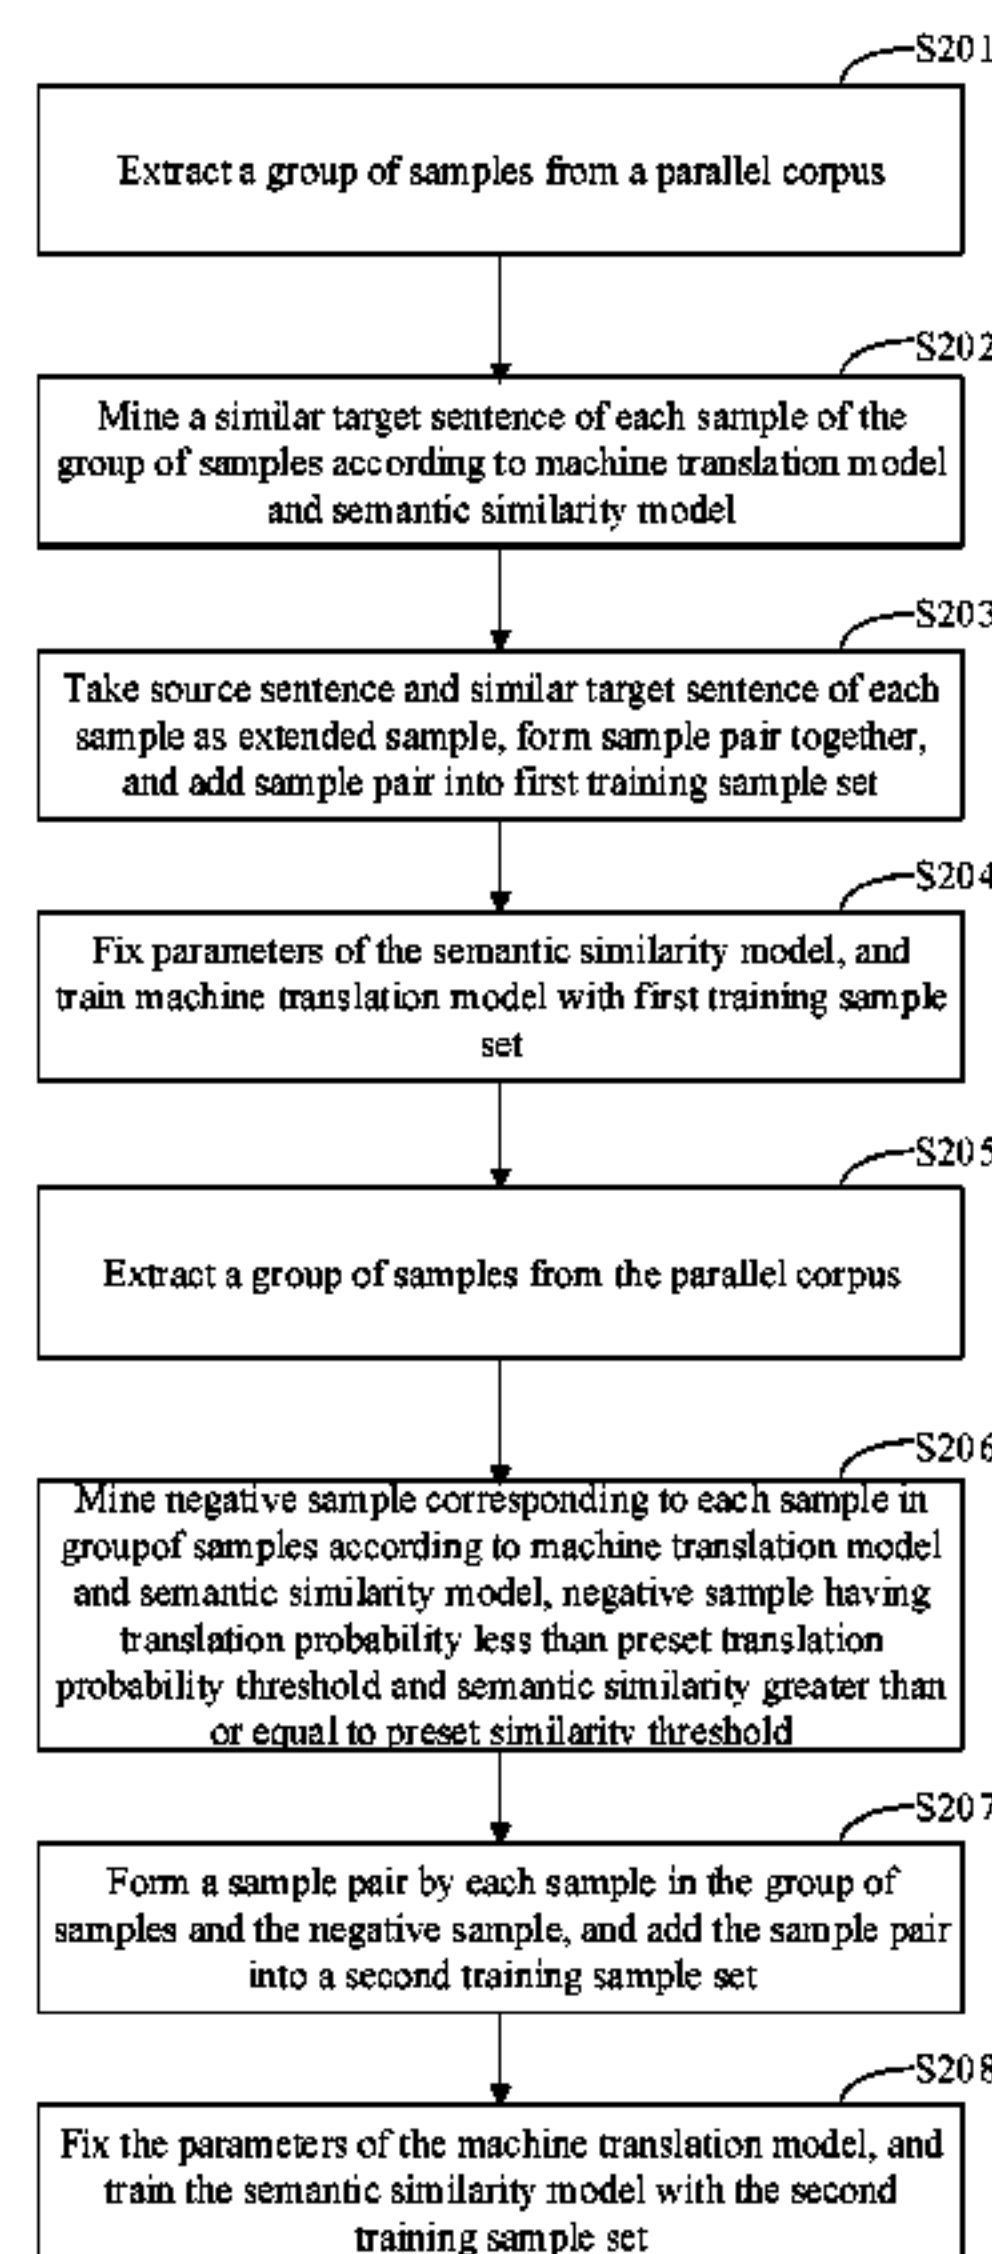 S201
Extract a group of samples from a parallel corpus
S202
Mine a similar target sentence of each sample of the
group of samples according to machine translation model
and semantic similarity model
S203
Take source sentence and similar target sentence of each
sample as extended sample, form sample pair together,
and add sample pair into first training sample set
S204
Fix parameters of the semantic similarity model, and
train machine translation model with first training sample
set
S205
Extract a group of samples from the parallel corpus
S206
Mine negative sample corresponding to each sample in
groupof samples according to machine translation model
and semantic similarity model, negative sample having
translation probability less than preset translation
probability threshold and semantic similarity greater than
or equal to preset similarity threshold
S207
Form a sample pair by each sample in the group of
samples and the negative sample, and add the sample pair
into a second training sample set
S208
Fix the parameters of the machine translation model, and
train the semantic similarity model with the second
training sample set